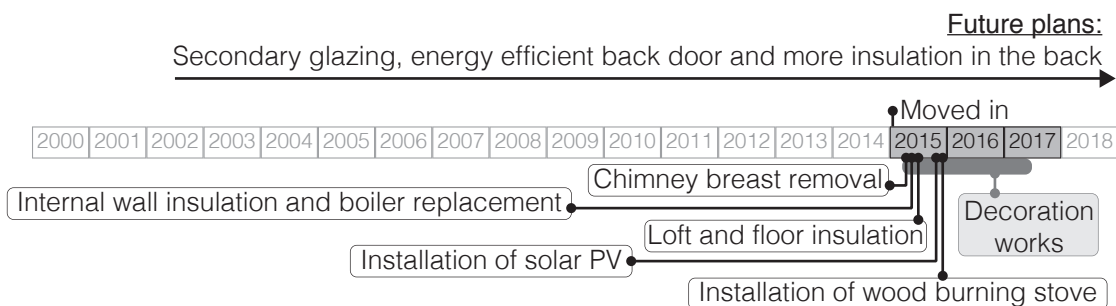 Future plans:
Secondary glazing, energy efficient back door and more insulation in the back
Moved in
2000 2001 2002 2003 2004 2005 2006 2007 2008 2009 2010 2011 2012 2013 2014 2015 2016 2017 2018
Chimney breast removal
Internal wall insulation and boiler replacement
Decoration
works
Loft and floor insulation
Installation of solar PV
Installation of wood burning stove